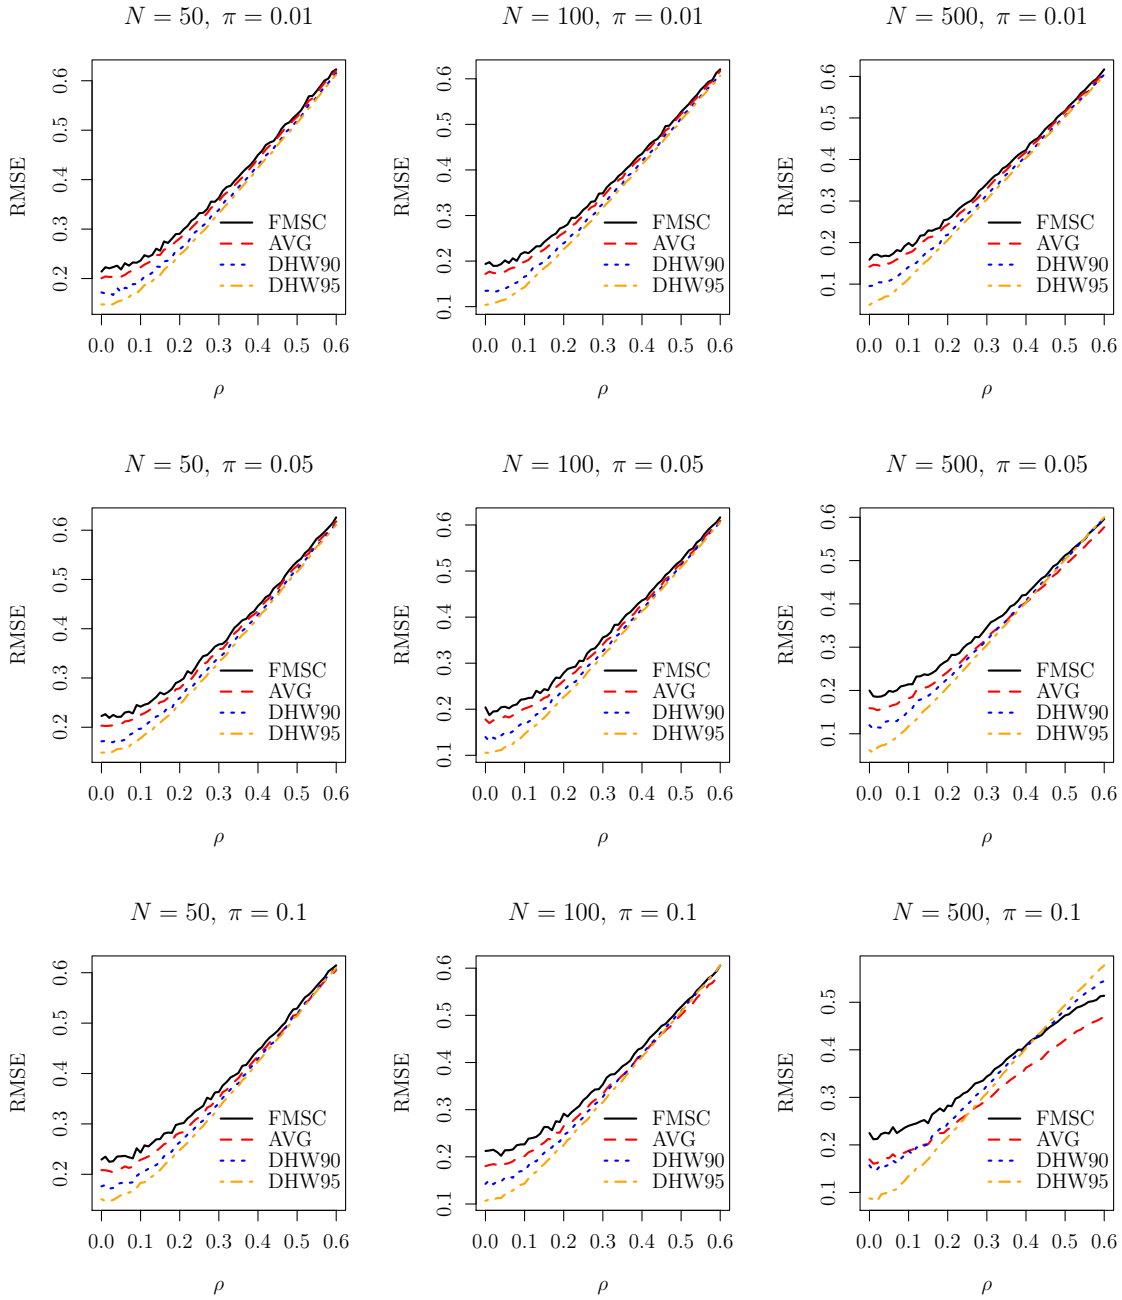 N = 50, π = 0.01
RMSE
0.2 0.3 0.4 0.5 0.6
FMSC
AVG
DHW90
DHW95
0.0 0.1 0.2 0.3 0.4 0.5 0.6
ρ
N = 100, π = 0.01
RMSE
0.1 0.2 0.3 0.4 0.5 0.6
FMSC
AVG
DHW90
DHW95
0.0 0.1 0.2 0.3 0.4 0.5 0.6
ρ
N = 500, π = 0.01
RMSE
0.1 0.2 0.3 0.4 0.5 0.6
FMSC
AVG
DHW90
DHW95
0.0 0.1 0.2 0.3 0.4 0.5 0.6
ρ
N = 50, π = 0.05
RMSE
0.2 0.3 0.4 0.5 0.6
FMSC
AVG
DHW90
DHW95
0.0 0.1 0.2 0.3 0.4 0.5 0.6
ρ
N = 100, π = 0.05
RMSE
0.1 0.2 0.3 0.4 0.5 0.6
FMSC
AVG
DHW90
DHW95
0.0 0.1 0.2 0.3 0.4 0.5 0.6
ρ
N = 500, π = 0.05
RMSE
0.1 0.2 0.3 0.4 0.5 0.6
FMSC
AVG
DHW90
DHW95
0.0 0.1 0.2 0.3 0.4 0.5 0.6
ρ
N = 50, π = 0.1
RMSE
0.2 0.3 0.4 0.5 0.6
FMSC
AVG
DHW90
DHW95
0.0 0.1 0.2 0.3 0.4 0.5 0.6
ρ
N = 100, π = 0.1
RMSE
0.1 0.2 0.3 0.4 0.5 0.6
FMSC
AVG
DHW90
DHW95
0.0 0.1 0.2 0.3 0.4 0.5 0.6
ρ
N = 500, π = 0.1
RMSE
0.1 0.2 0.3 0.4 0.5
FMSC
AVG
DHW90
DHW95
0.0 0.1 0.2 0.3 0.4 0.5 0.6
ρ